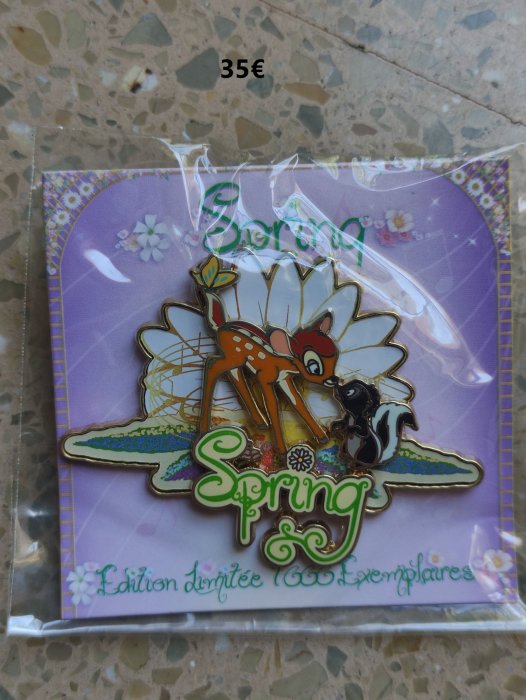 35€
Spring
Spring
Edition Limitée Exemplaires